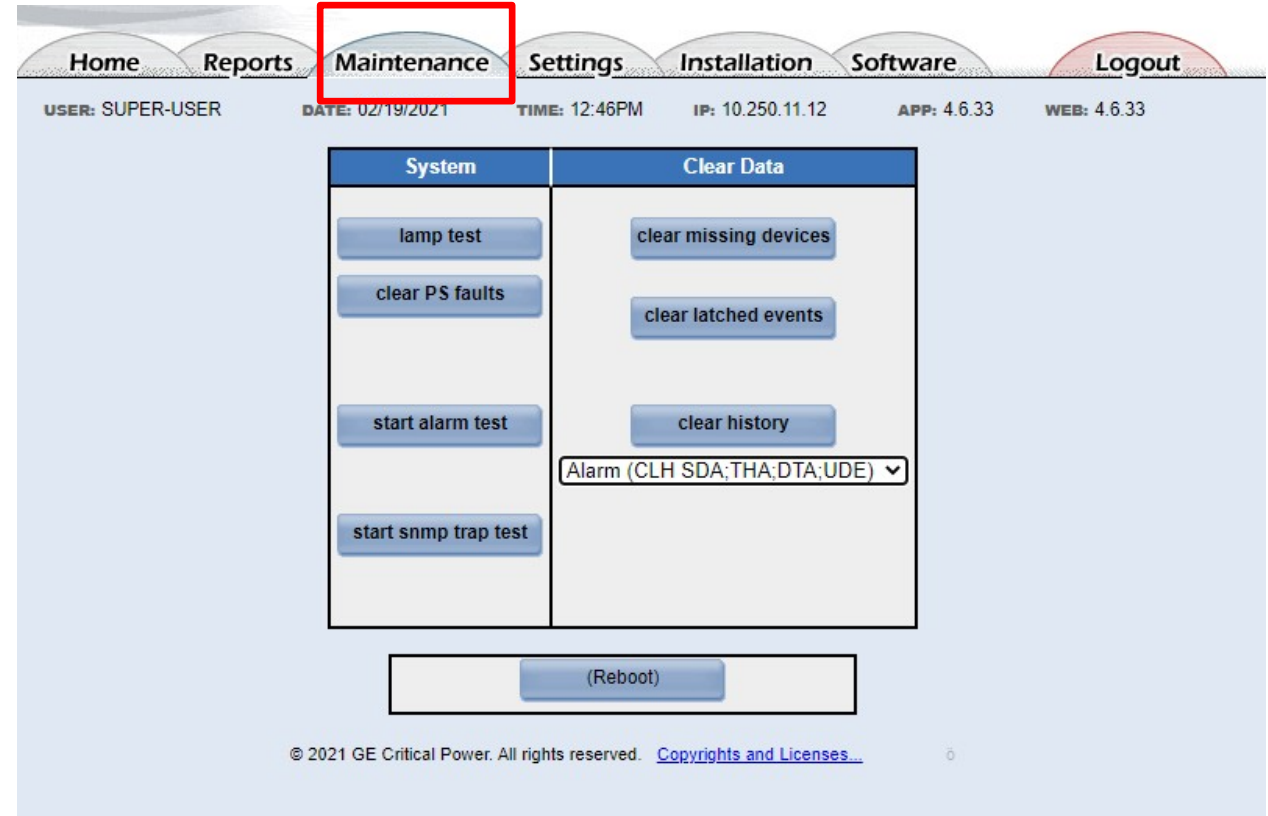 Home Reports Maintenance Settings Installation Software Logout
USER: SUPER-USER DATE: 02/19/2021 TIME: 12:46PM IP: 10.250.11.12 APP: 4.6.33 WEB: 4.6.33
System Clear Data
lamp test clear missing devices
clear PS faults
clear latched events
start alarm test clear history
Alarm (CLH SDA;THA;DTA;UDE)
start snmp trap test
(Reboot)
© 2021 GE Critical Power. All rights reserved. Copyrights and Licenses... ö